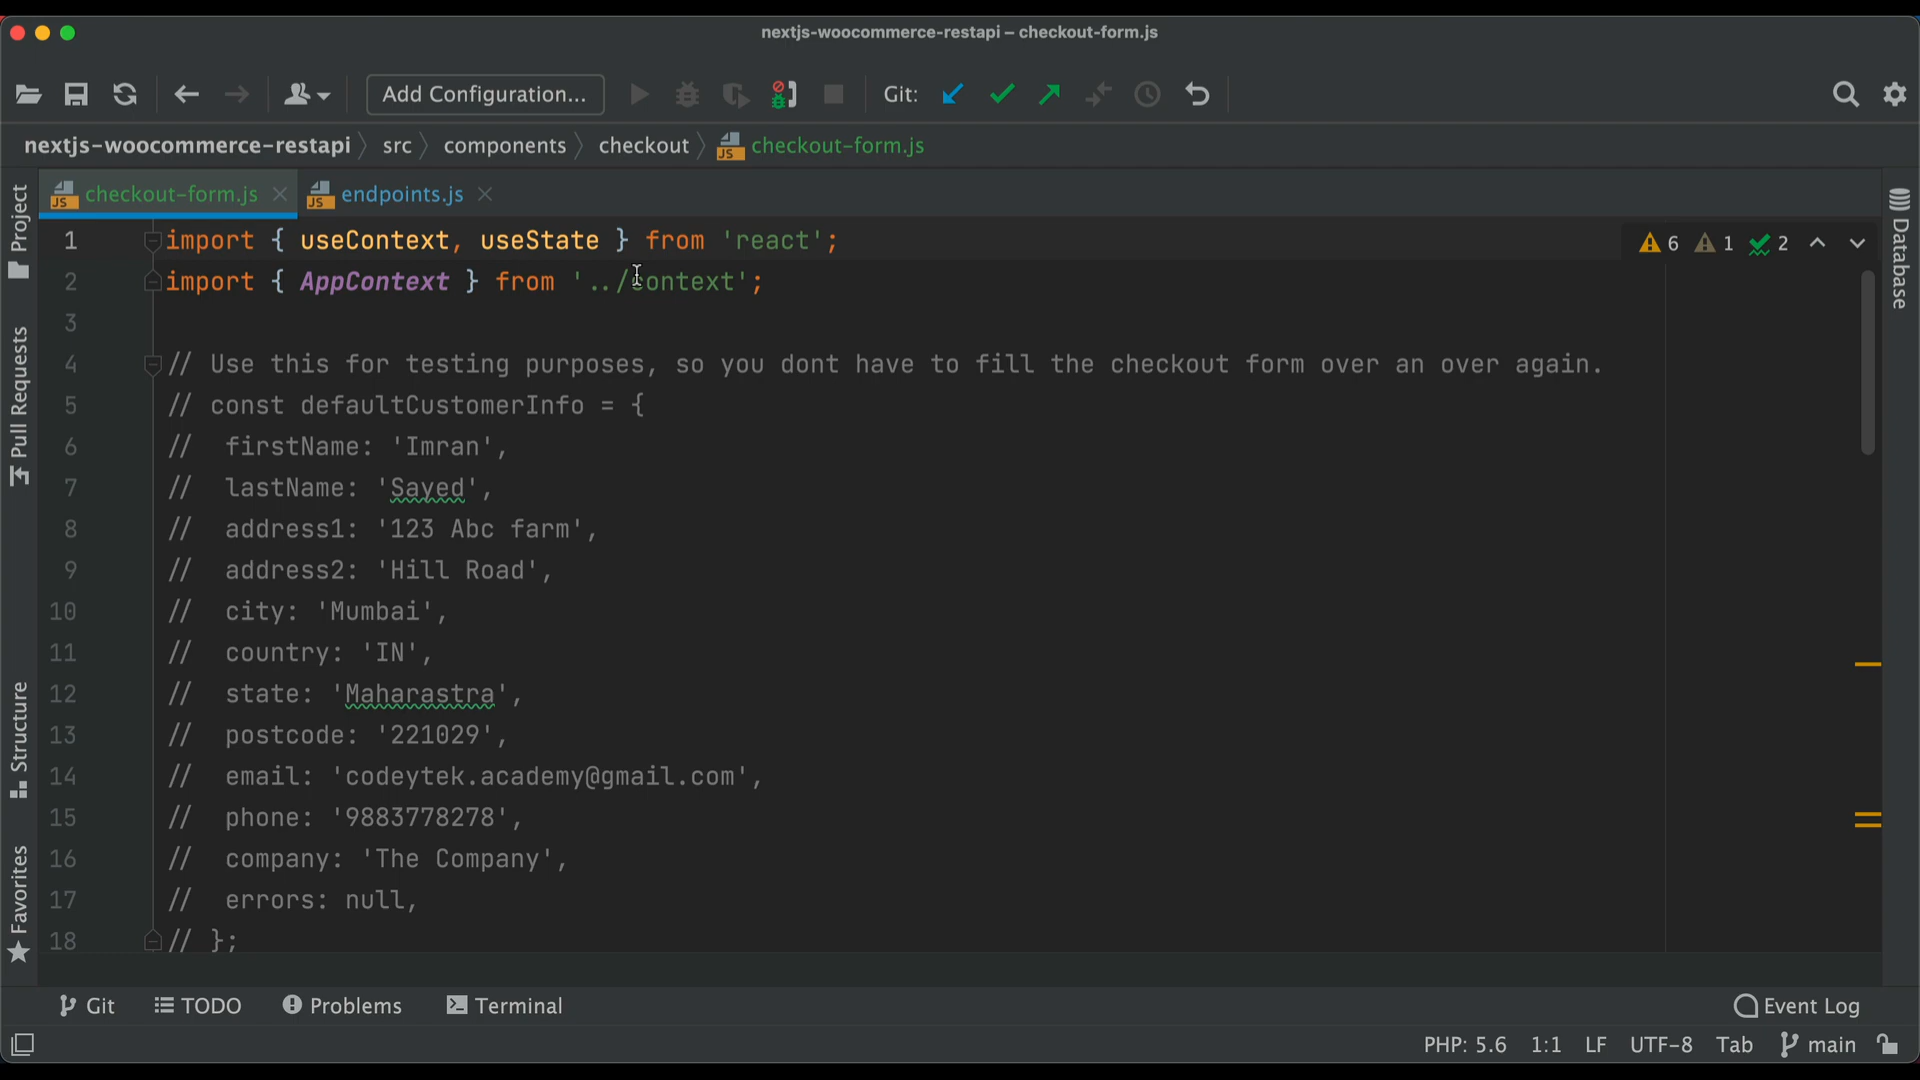 nextjs-woocommerce-restapi – checkout-form.js
Add Configuration...
Git:
nextjs-woocommerce-restapi 〉 src 〉 components 〉 checkout 〉 JS checkout-form.js
JS checkout-form.js × JS endpoints.js ×
Project
Pull Requests
Structure
Favorites
Database
6 1 2
1 import { useContext, useState } from 'react';
2 import { AppContext } from '../context';
3
4 // Use this for testing purposes, so you dont have to fill the checkout form over an over again.
5 // const defaultCustomerInfo = {
6 // firstName: 'Imran',
7 // lastName: 'Sayed',
8 // address1: '123 Abc farm',
9 // address2: 'Hill Road',
10 // city: 'Mumbai',
11 // country: 'IN',
12 // state: 'Maharastra',
13 // postcode: '221029',
14 // email: 'codeytek.academy@gmail.com',
15 // phone: '9883778278',
16 // company: 'The Company',
17 // errors: null,
18 // };
Git TODO Problems Terminal Event Log
PHP: 5.6 1:1 LF UTF-8 Tab main